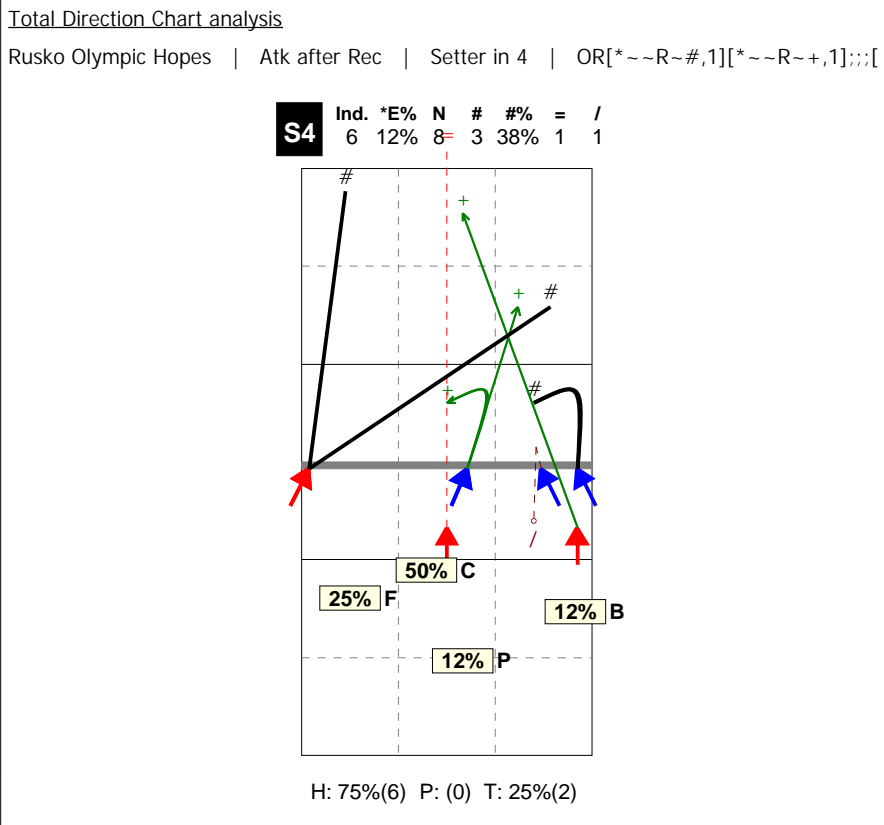 Total Direction Chart analysis
Rusko Olympic Hopes | Atk after Rec | Setter in 4 | OR[*~~R~#,1][*~~R~+,1];;;[
S4
Ind. *E% N # #% = /
6 12% 8 3 38% 1 1
=
#
+
+ #
+ #
/
50% C
25% F
12% B
12% P
H: 75%(6) P: (0) T: 25%(2)